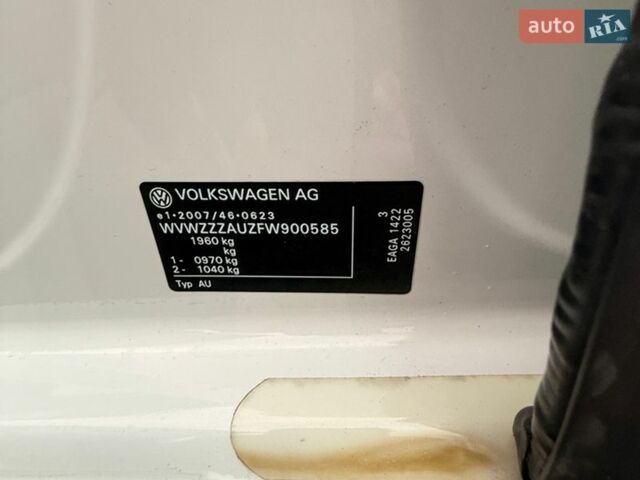 auto RIA .com
VOLKSWAGEN AG
e1*2007/46*0623
WVWZZZAUZFW900585
1960 kg
kg
1 - 0970 kg
2 - 1040 kg
Typ AU
3
EAGA 1422
2623005